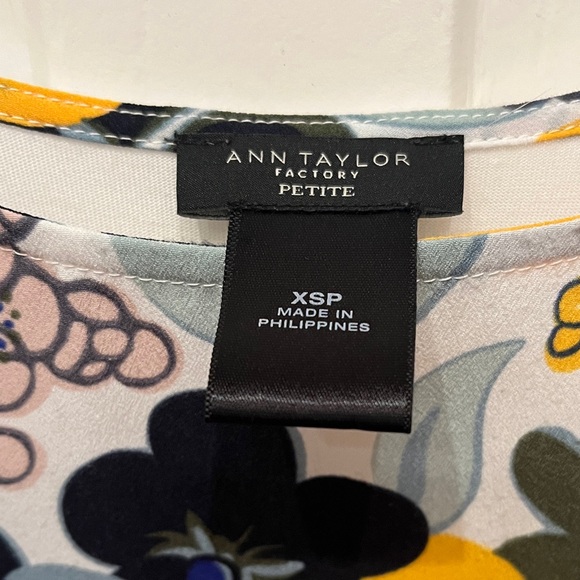 ANN TAYLOR
FACTORY
PETITE
XSP
MADE IN
PHILIPPINES